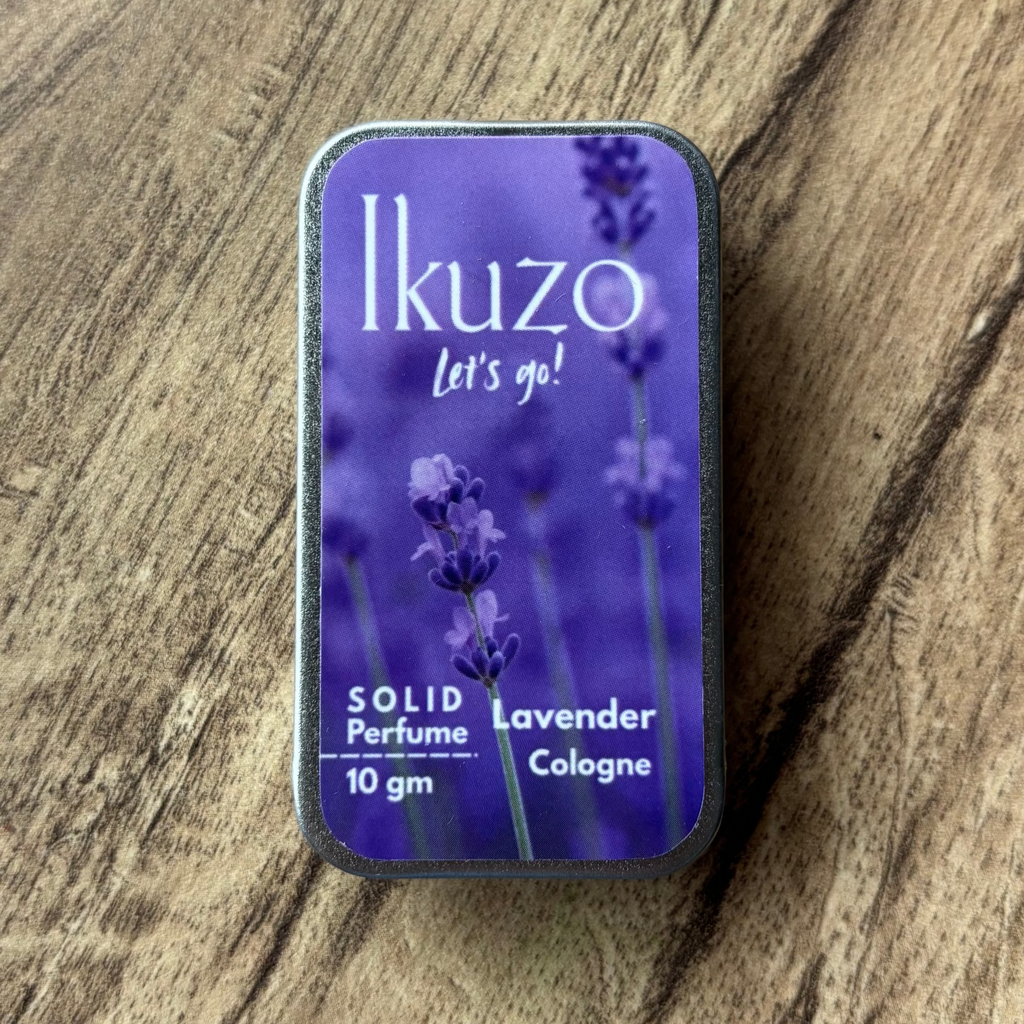 Ikuzo
Let's go!
SOLID
Perfume
10 gm
Lavender
Cologne